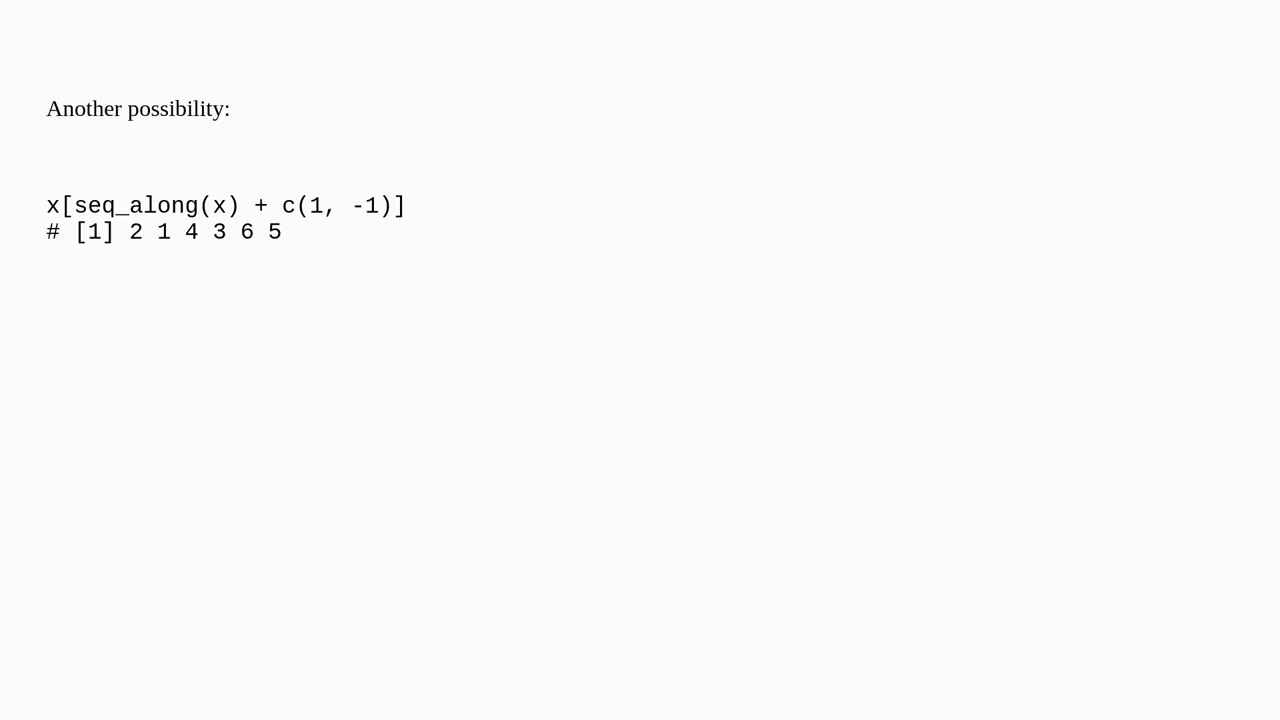 Another possibility:
x[seq_along(x) + c(1, -1)]
# [1] 2 1 4 3 6 5